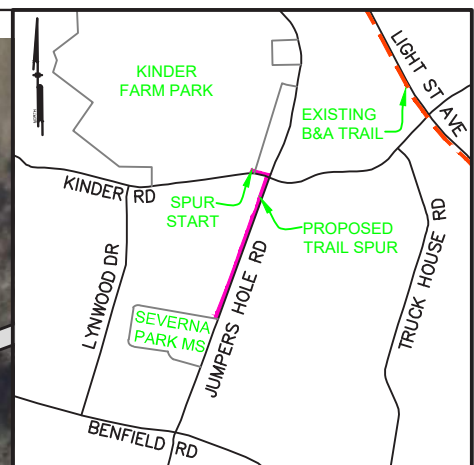 KINDER
FARM PARK
LIGHT ST AVE
EXISTING
B&A TRAIL
KINDER RD
SPUR
START
PROPOSED
TRAIL SPUR
LYNWOOD DR
JUMPERS HOLE RD
TRUCK HOUSE RD
SEVERNA
PARK MS
BENFIELD RD